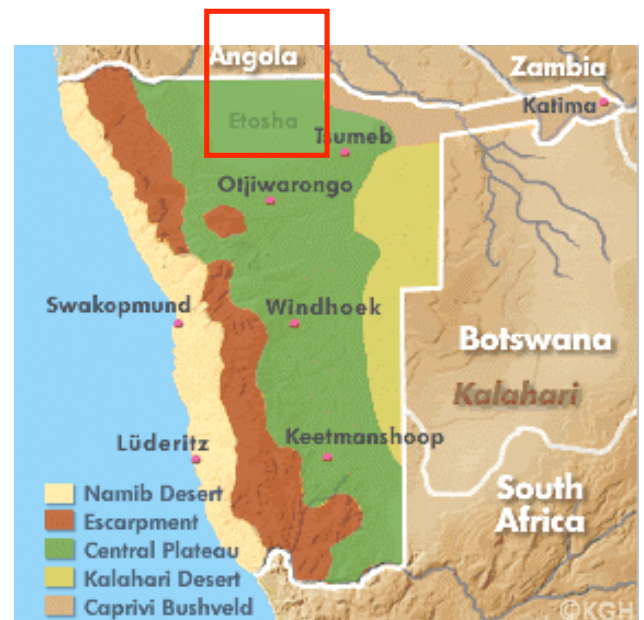 Angola
Zambia
Katima
Etosha
Tsumeb
Otjiwarongo
Swakopmund
Windhoek
Botswana
Kalahari
Lüderitz
Keetmanshoop
South
Africa
Namib Desert
Escarpment
Central Plateau
Kalahari Desert
Caprivi Bushveld
©KGH